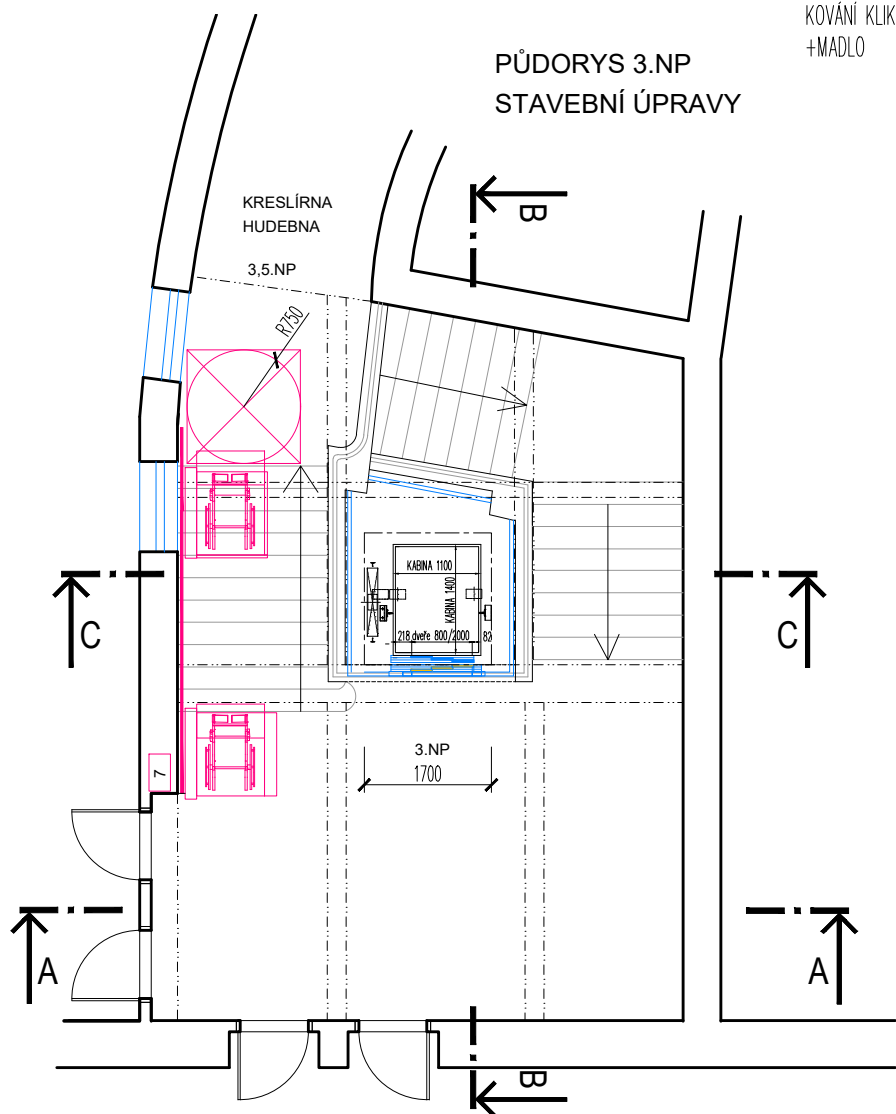 KOVÁNÍ KLIK
+MADLO
PŮDORYS 3.NP
STAVEBNÍ ÚPRAVY
B
KRESLÍRNA
HUDEBNA
3,5.NP
R750
KABINA 1100
KABINA 1400
218 dveře 800/2000 82
C
C
3.NP
1700
7
A
A
B